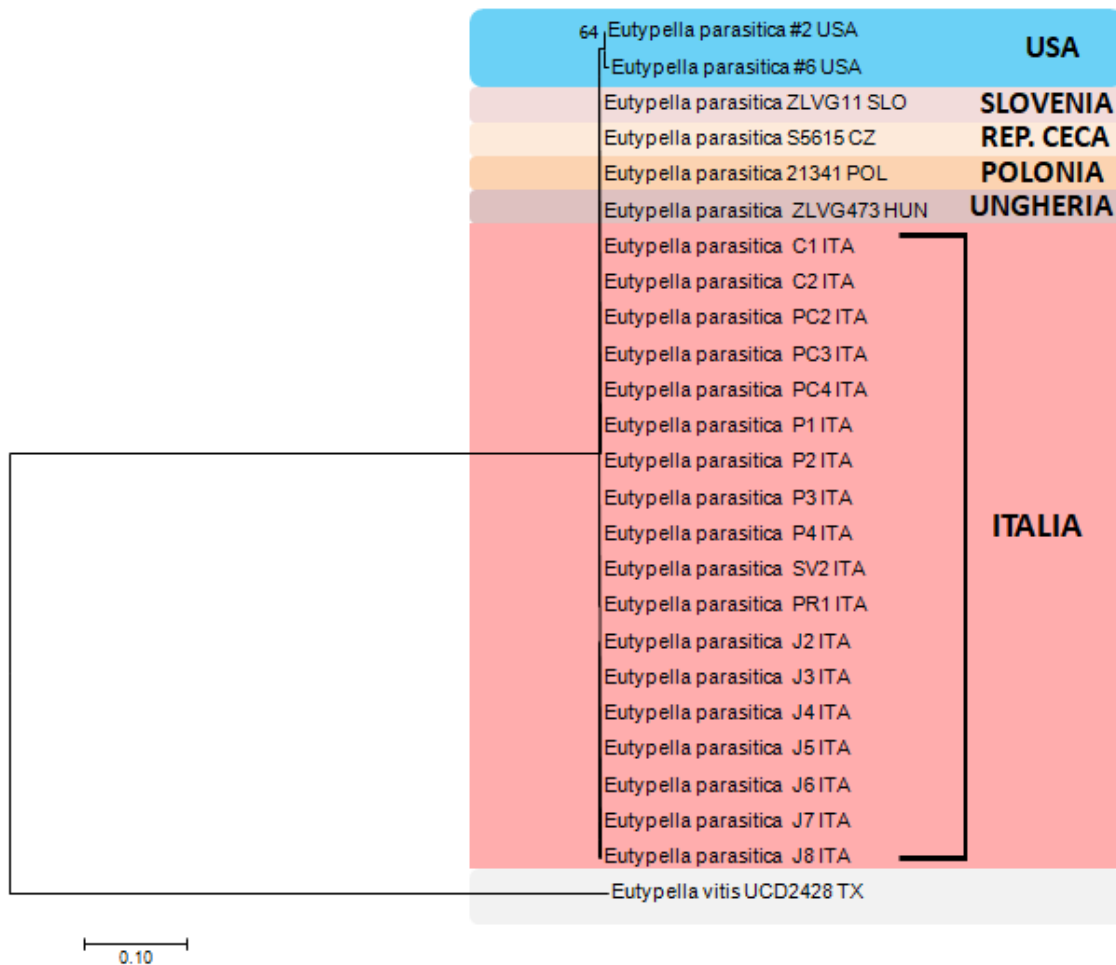 64 Eutypella parasitica #2 USA
USA
Eutypella parasitica #6 USA
Eutypella parasitica ZLVG11 SLO SLOVENIA
Eutypella parasitica S5615 CZ REP. CECA
Eutypella parasitica 21341 POL POLONIA
Eutypella parasitica ZLVG473 HUN UNGHERIA
Eutypella parasitica C1 ITA
Eutypella parasitica C2 ITA
Eutypella parasitica PC2 ITA
Eutypella parasitica PC3 ITA
Eutypella parasitica PC4 ITA
Eutypella parasitica P1 ITA
Eutypella parasitica P2 ITA
Eutypella parasitica P3 ITA
ITALIA
Eutypella parasitica P4 ITA
Eutypella parasitica SV2 ITA
Eutypella parasitica PR1 ITA
Eutypella parasitica J2 ITA
Eutypella parasitica J3 ITA
Eutypella parasitica J4 ITA
Eutypella parasitica J5 ITA
Eutypella parasitica J6 ITA
Eutypella parasitica J7 ITA
Eutypella parasitica J8 ITA
Eutypella vitis UCD2428 TX
0.10